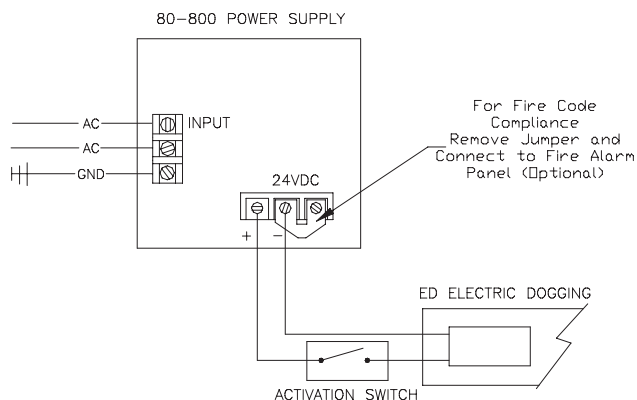 80-800 POWER SUPPLY
AC
INPUT
AC
GND
24VDC
+
-
For Fire Code
Compliance
Remove Jumper and
Connect to Fire Alarm
Panel (Optional)
ED ELECTRIC DOGGING
ACTIVATION SWITCH